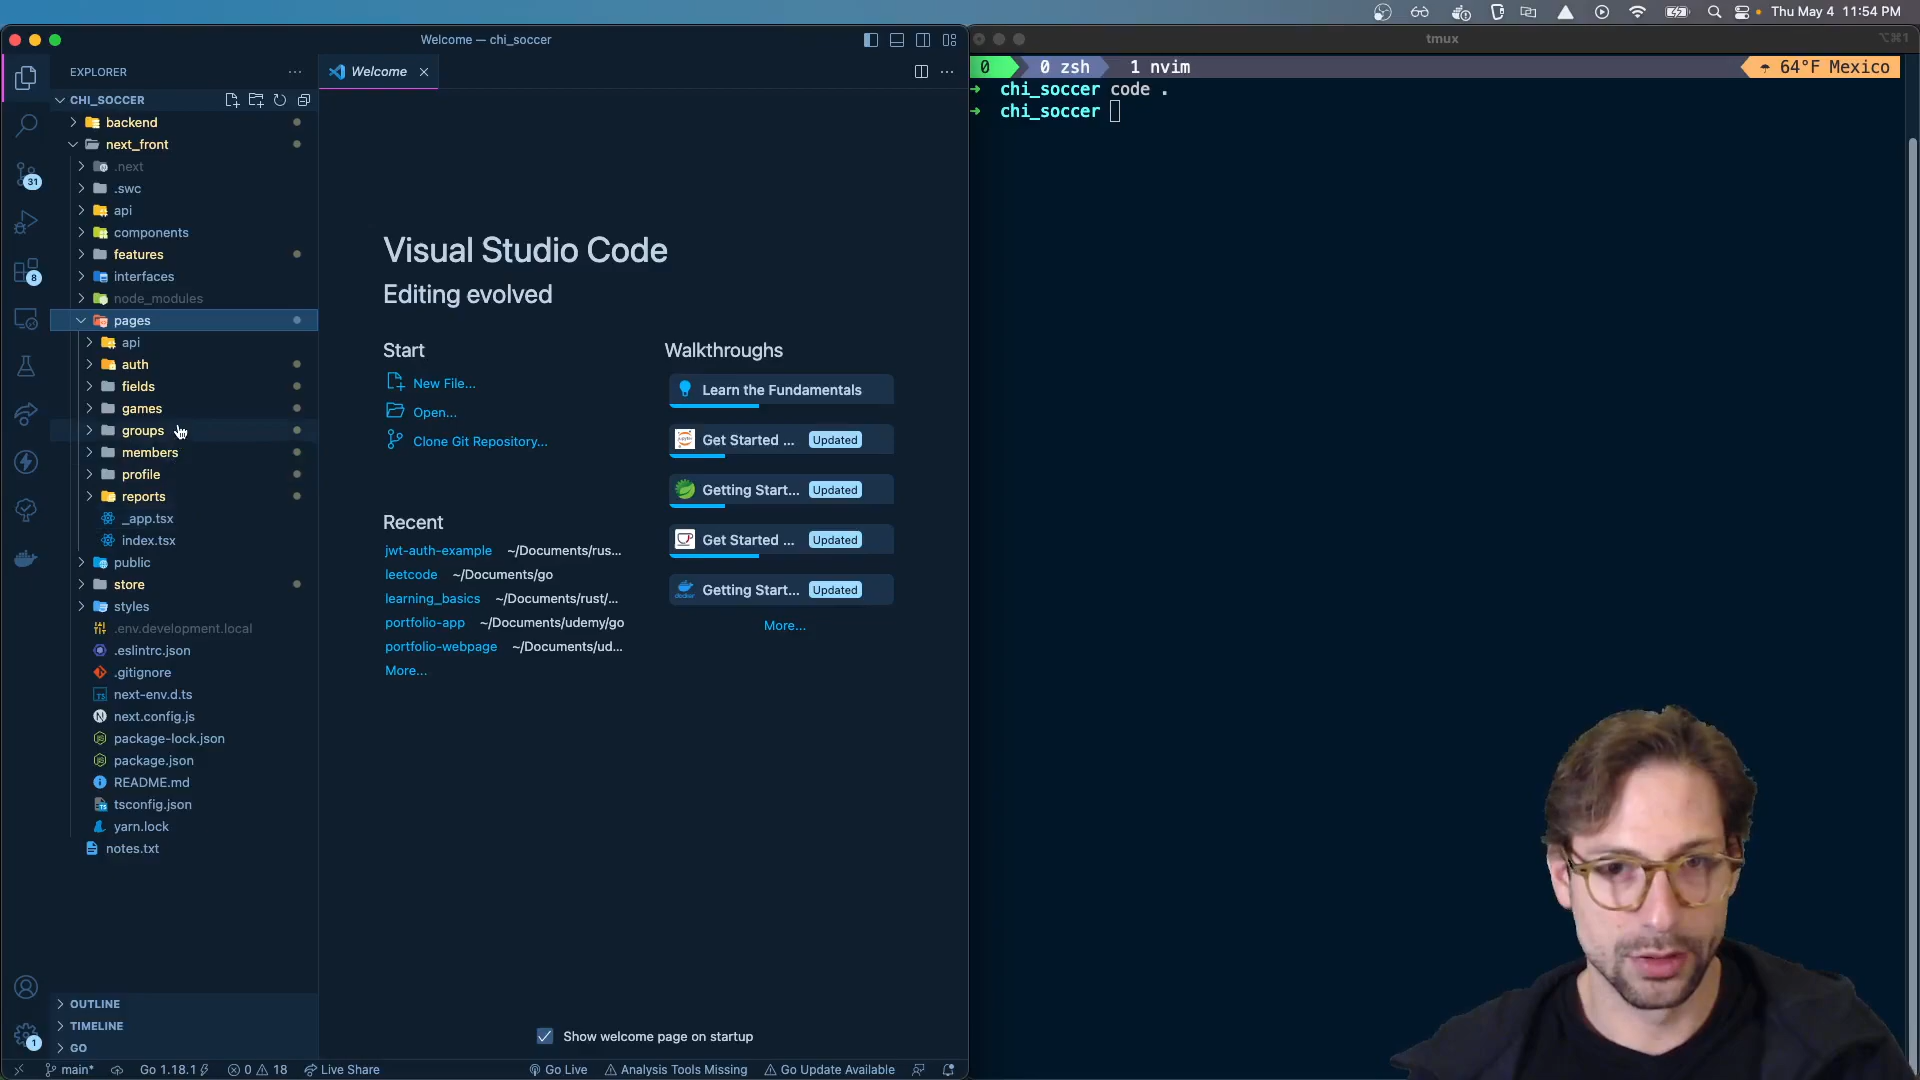 Thu May 4 11:54 PM
Welcome — chi_soccer
EXPLORER
CHI_SOCCER
backend
next_front
.next
.swc
api
components
features
interfaces
node_modules
pages
api
auth
fields
games
groups
members
profile
reports
_app.tsx
index.tsx
public
store
styles
.env.development.local
.eslintrc.json
.gitignore
next-env.d.ts
next.config.js
package-lock.json
package.json
README.md
tsconfig.json
yarn.lock
notes.txt
OUTLINE
TIMELINE
GO
31
8
1
Welcome
Visual Studio Code
Editing evolved
Start
New File...
Open...
Clone Git Repository...
Recent
jwt-auth-example ~/Documents/rus...
leetcode ~/Documents/go
learning_basics ~/Documents/rust/...
portfolio-app ~/Documents/udemy/go
portfolio-webpage ~/Documents/ud...
More...
Walkthroughs
Learn the Fundamentals
Get Started ... Updated
Getting Start... Updated
Get Started ... Updated
Getting Start... Updated
More...
Show welcome page on startup
main* Go 1.18.1 0 18 Live Share Go Live Analysis Tools Missing Go Update Available
tmux
⌥⌘1
0 0 zsh 1 nvim 64°F Mexico
chi_soccer code .
chi_soccer